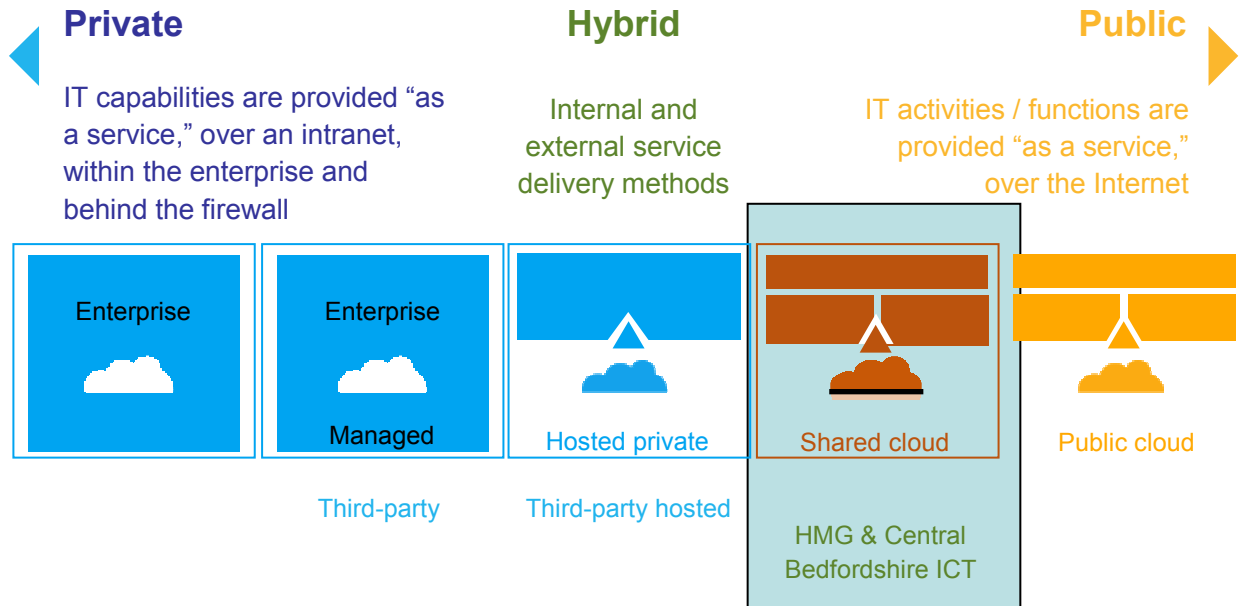 Private
Hybrid
Public
IT capabilities are provided “as
a service,” over an intranet,
within the enterprise and
behind the firewall
Internal and
external service
delivery methods
IT activities / functions are
provided “as a service,”
over the Internet
Enterprise
Enterprise
Managed
Hosted private
Shared cloud
Public cloud
Third-party
Third-party hosted
HMG & Central
Bedfordshire ICT